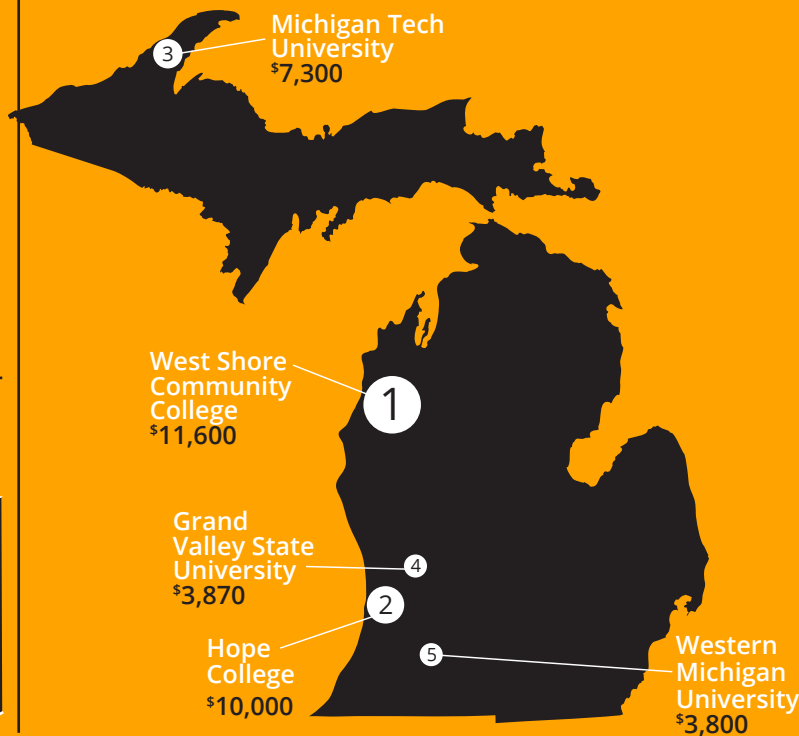 3
Michigan Tech
University
$7,300
West Shore
Community
College
$11,600
1
Grand
Valley State
University
$3,870
4
2
Hope
College
$10,000
5
Western
Michigan
University
$3,800